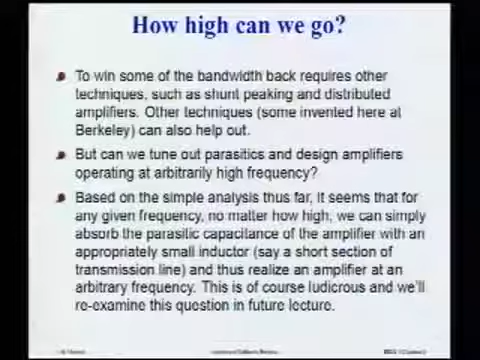 How high can we go?
To win some of the bandwidth back requires other
techniques, such as shunt peaking and distributed
amplifiers. Other techniques (some invented here at
Berkeley) can also help out.
But can we tune out parasitics and design amplifiers
operating at arbitrarily high frequency?
Based on the simple analysis thus far, it seems that for
any given frequency, no matter how high, we can simply
absorb the parasitic capacitance of the amplifier with an
appropriately small inductor (say a short section of
transmission line) and thus realize an amplifier at an
arbitrary frequency. This is of course ludicrous and we'll
re-examine this question in future lecture.